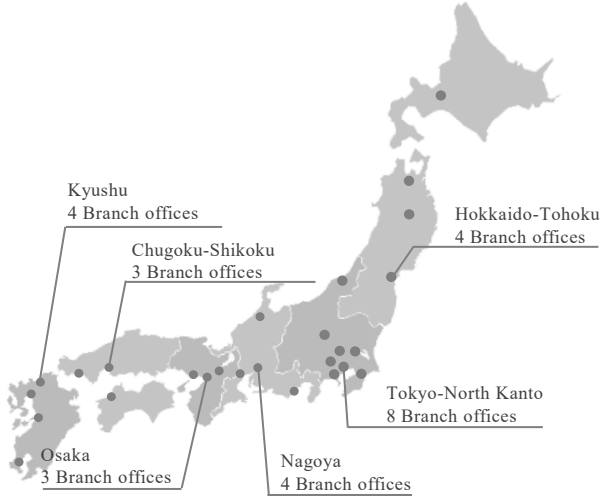 Kyushu
4 Branch offices
Chugoku-Shikoku
3 Branch offices
Hokkaido-Tohoku
4 Branch offices
Tokyo-North Kanto
8 Branch offices
Osaka
3 Branch offices
Nagoya
4 Branch offices